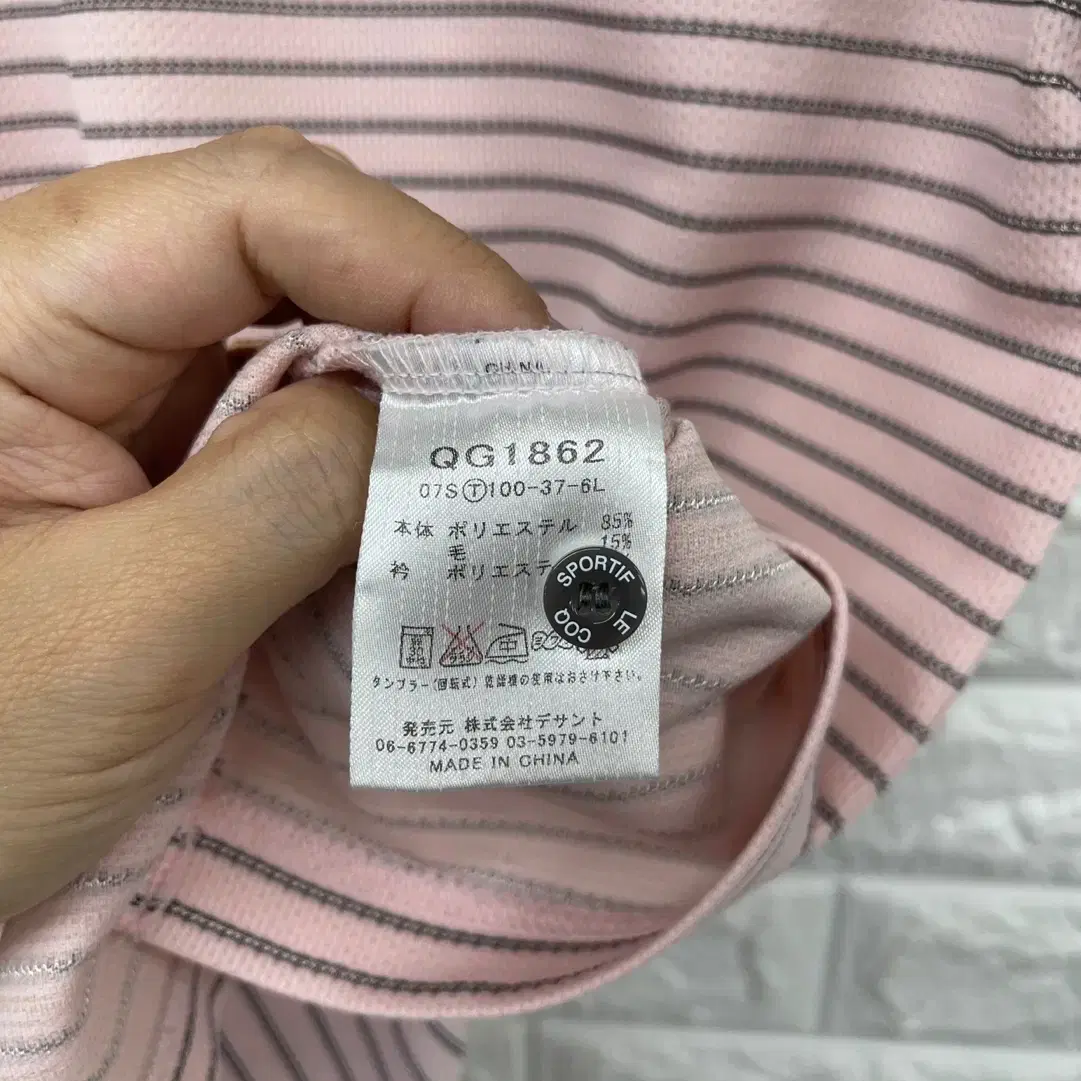 QG1862
07SⓉ100-37-6L
本体 ポリエステル 85%
毛 15%
衿 ポリエステ
SPORTIF
LE
COQ
タンブラー(回転式)乾燥機の使用はおさけ下さい。
発売元 株式会社デサント
06-6774-0359 03-5979-6101
MADE IN CHINA